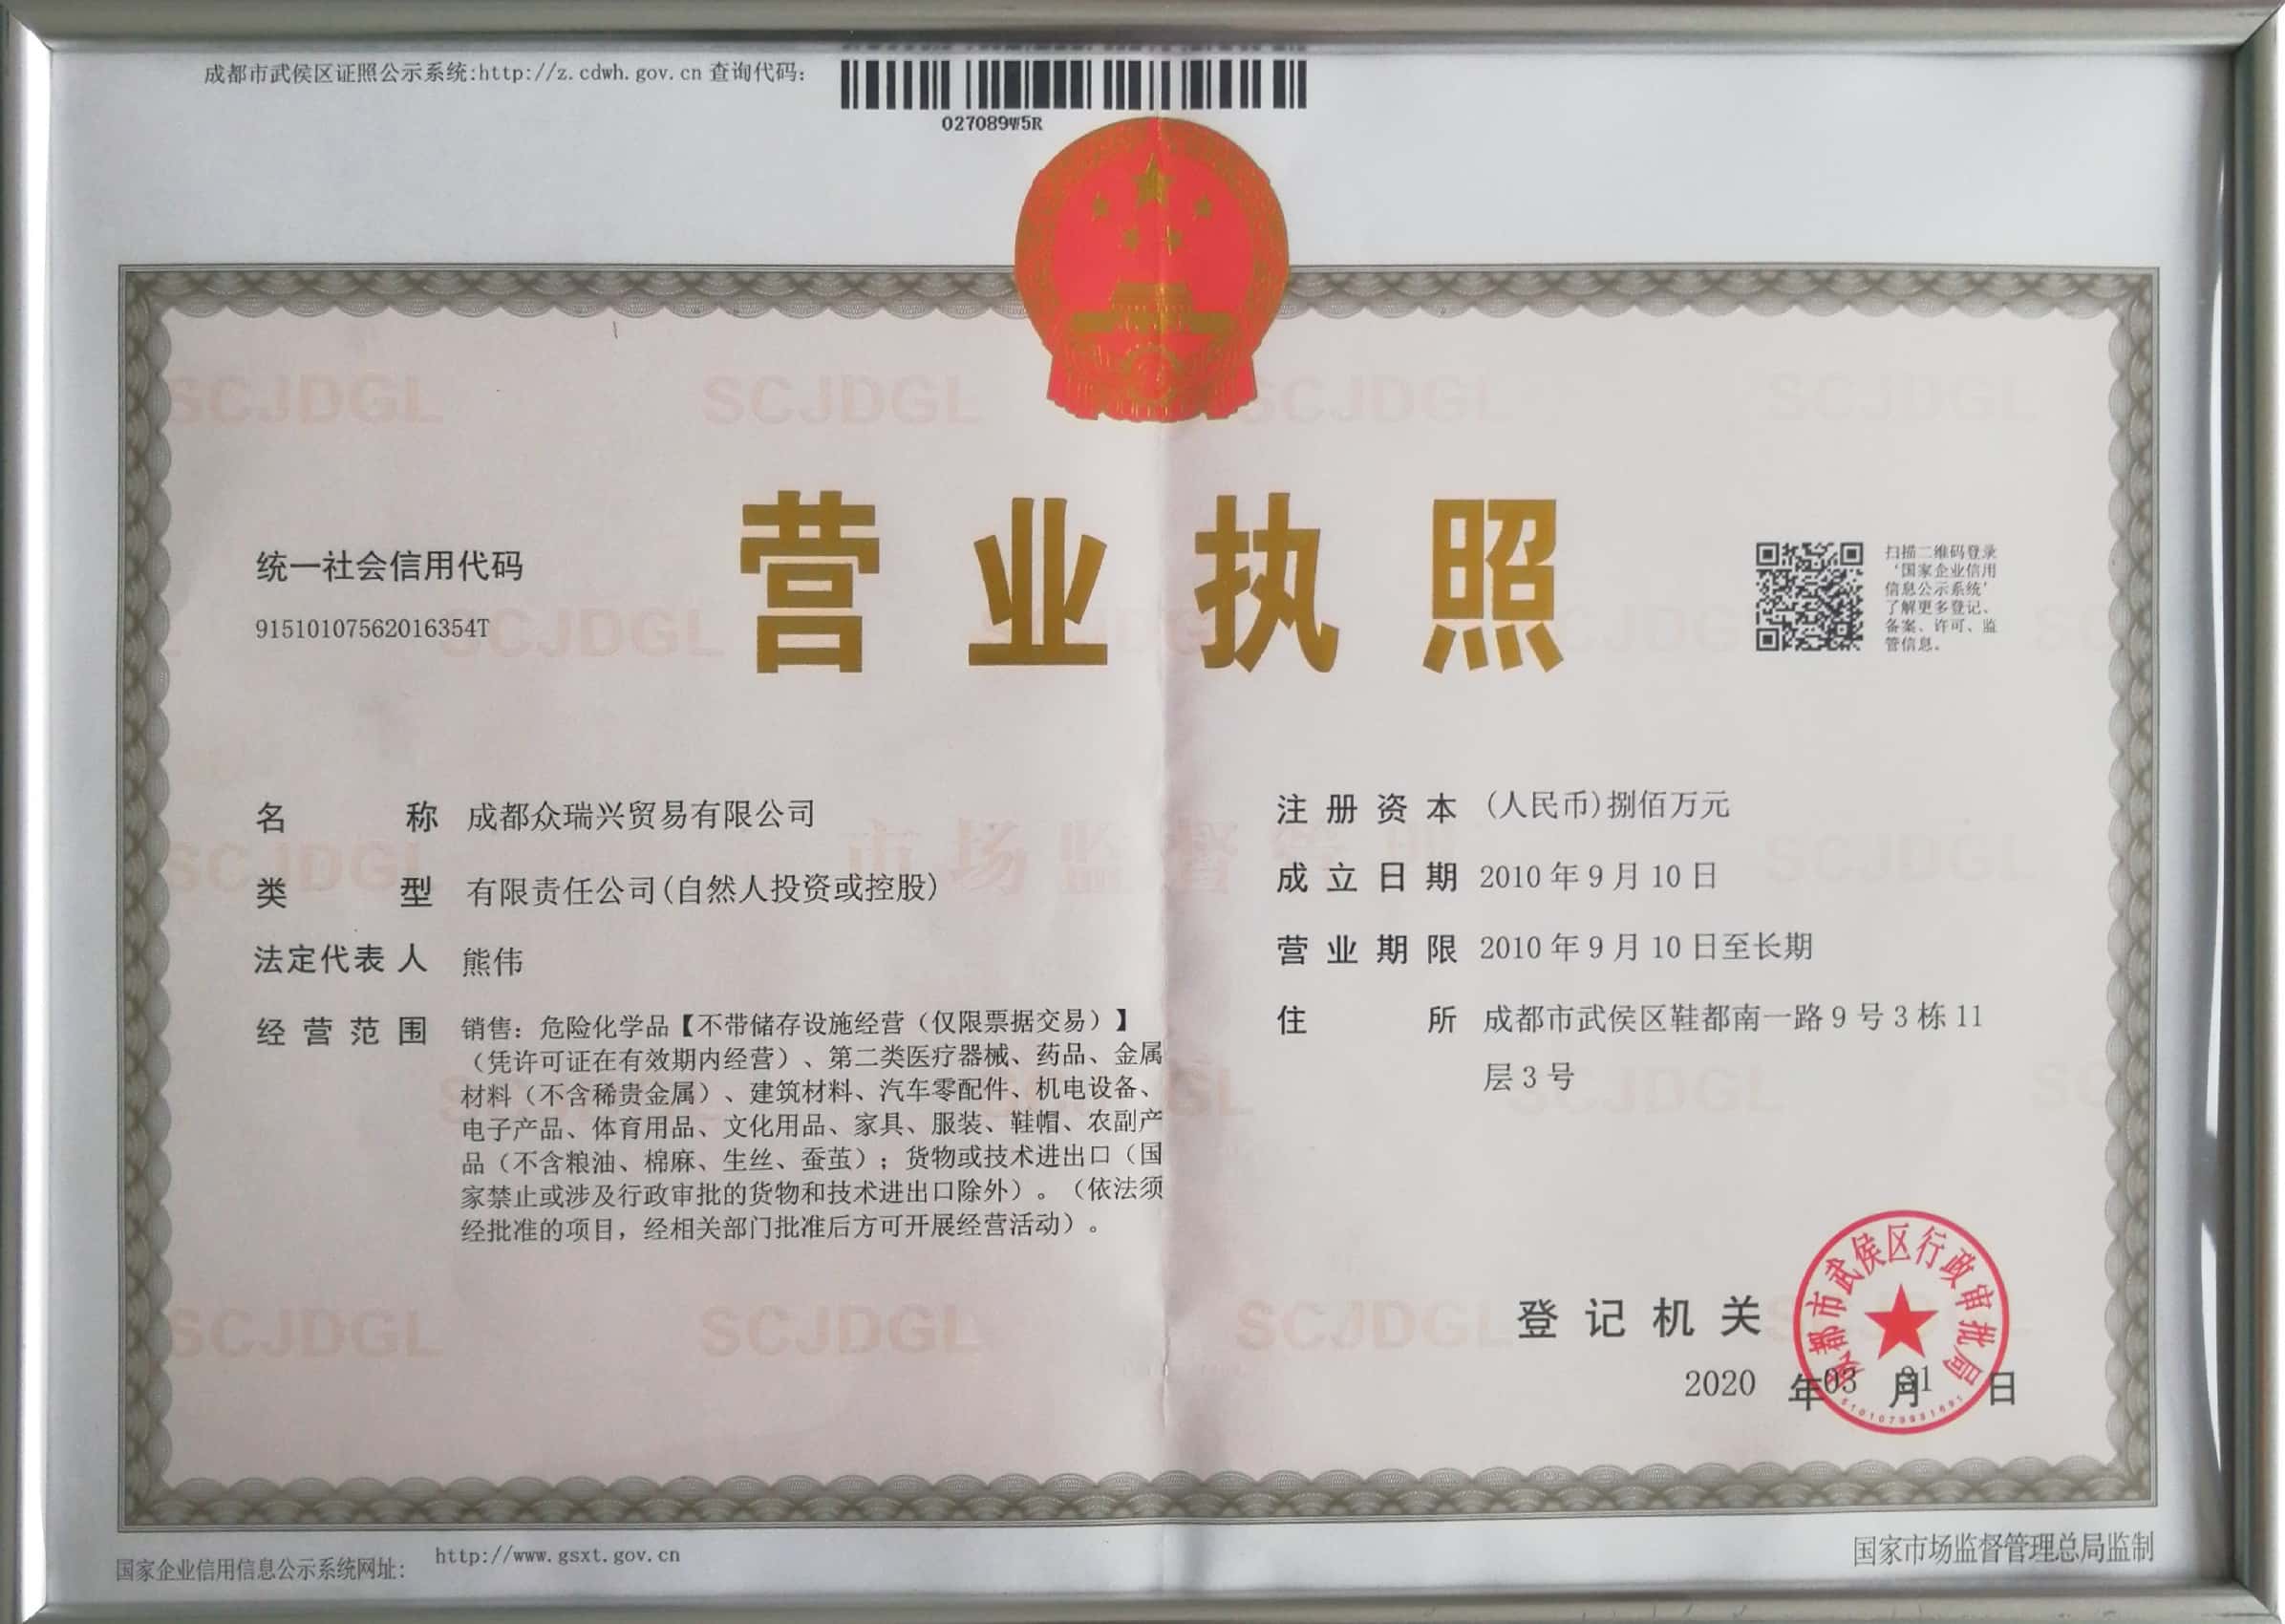 成都市武侯区证照公示系统:http://z.cdwh.gov.cn 查询代码:
027089W5R
营业执照
统一社会信用代码
91510107562016354T
扫描二维码登录
‘国家企业信用
信息公示系统’
了解更多登记、
备案、许可、监
管信息。
名称 成都众瑞兴贸易有限公司
类型 有限责任公司(自然人投资或控股)
法定代表人 熊伟
经营范围 销售：危险化学品【不带储存设施经营（仅限票据交易）】
（凭许可证在有效期内经营）、第二类医疗器械、药品、金属
材料（不含稀贵金属）、建筑材料、汽车零配件、机电设备、
电子产品、体育用品、文化用品、家具、服装、鞋帽、农副产
品（不含粮油、棉麻、生丝、蚕茧）；货物或技术进出口（国
家禁止或涉及行政审批的货物和技术进出口除外）。（依法须
经批准的项目，经相关部门批准后方可开展经营活动）。
注册资本 (人民币)捌佰万元
成立日期 2010年9月10日
营业期限 2010年9月10日至长期
住所 成都市武侯区鞋都南一路9号3栋11
层3号
登记机关
成都市武侯区行政审批局
2020 年 03 月 31 日
国家企业信用信息公示系统网址: http://www.gsxt.gov.cn
国家市场监督管理总局监制
SCJDGL
市场监督管理